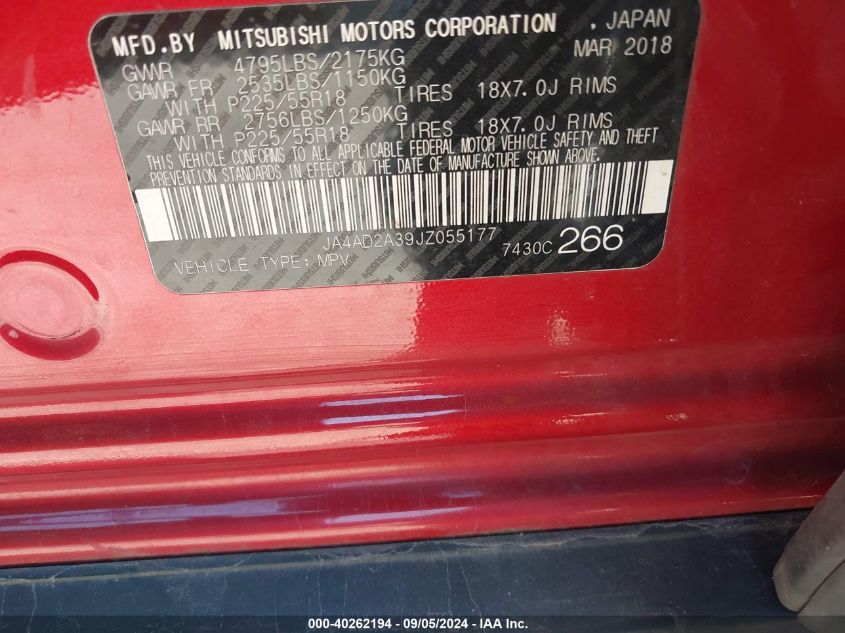 MFD.BY MITSUBISHI MOTORS CORPORATION . JAPAN
MAR 2018
GVWR 4795LBS/2175KG
GAWR FR 2535LBS/1150KG
WITH P225/55R18 TIRES 18X7.0J RIMS
GAWR RR 2756LBS/1250KG
WITH P225/55R18 TIRES 18X7.0J RIMS
THIS VEHICLE CONFORMS TO ALL APPLICABLE FEDERAL MOTOR VEHICLE SAFETY AND THEFT
PREVENTION STANDARDS IN EFFECT ON THE DATE OF MANUFACTURE SHOWN ABOVE.
JA4AD2A39JZ055177
7430C 266
VEHICLE TYPE: MPV
000-40262194 - 09/05/2024 - IAA Inc.